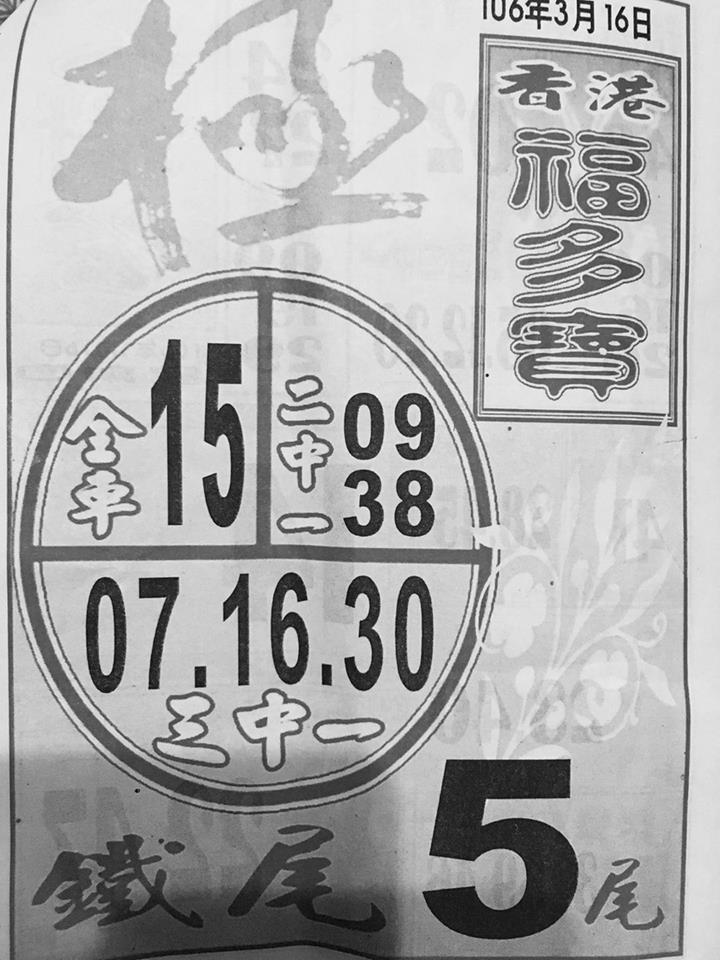 106年3月16日
極
香港
福多寶
全車
15
二中一
09
38
07.16.30
三中一
鐵尾 5尾